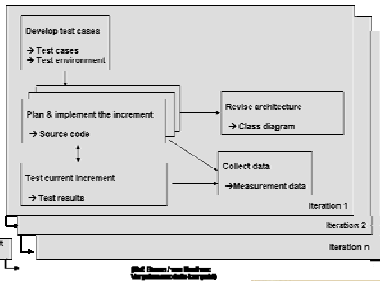 Develop test cases
→ Test cases
→ Test environment
Plan & implement the increment
→ Source code
Revise architecture
→ Class diagram
Test current increment
→ Test results
Collect data
→Measurement data
Iteration 1
Iteration 2
Iteration n